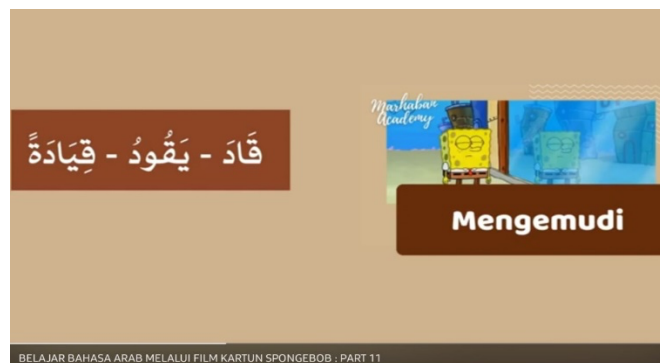 Marhaban
Academy
قَادَ - يَقُودُ - قِيَادَةً
Mengemudi
BELAJAR BAHASA ARAB MELALUI FILM KARTUN SPONGEBOB : PART 11